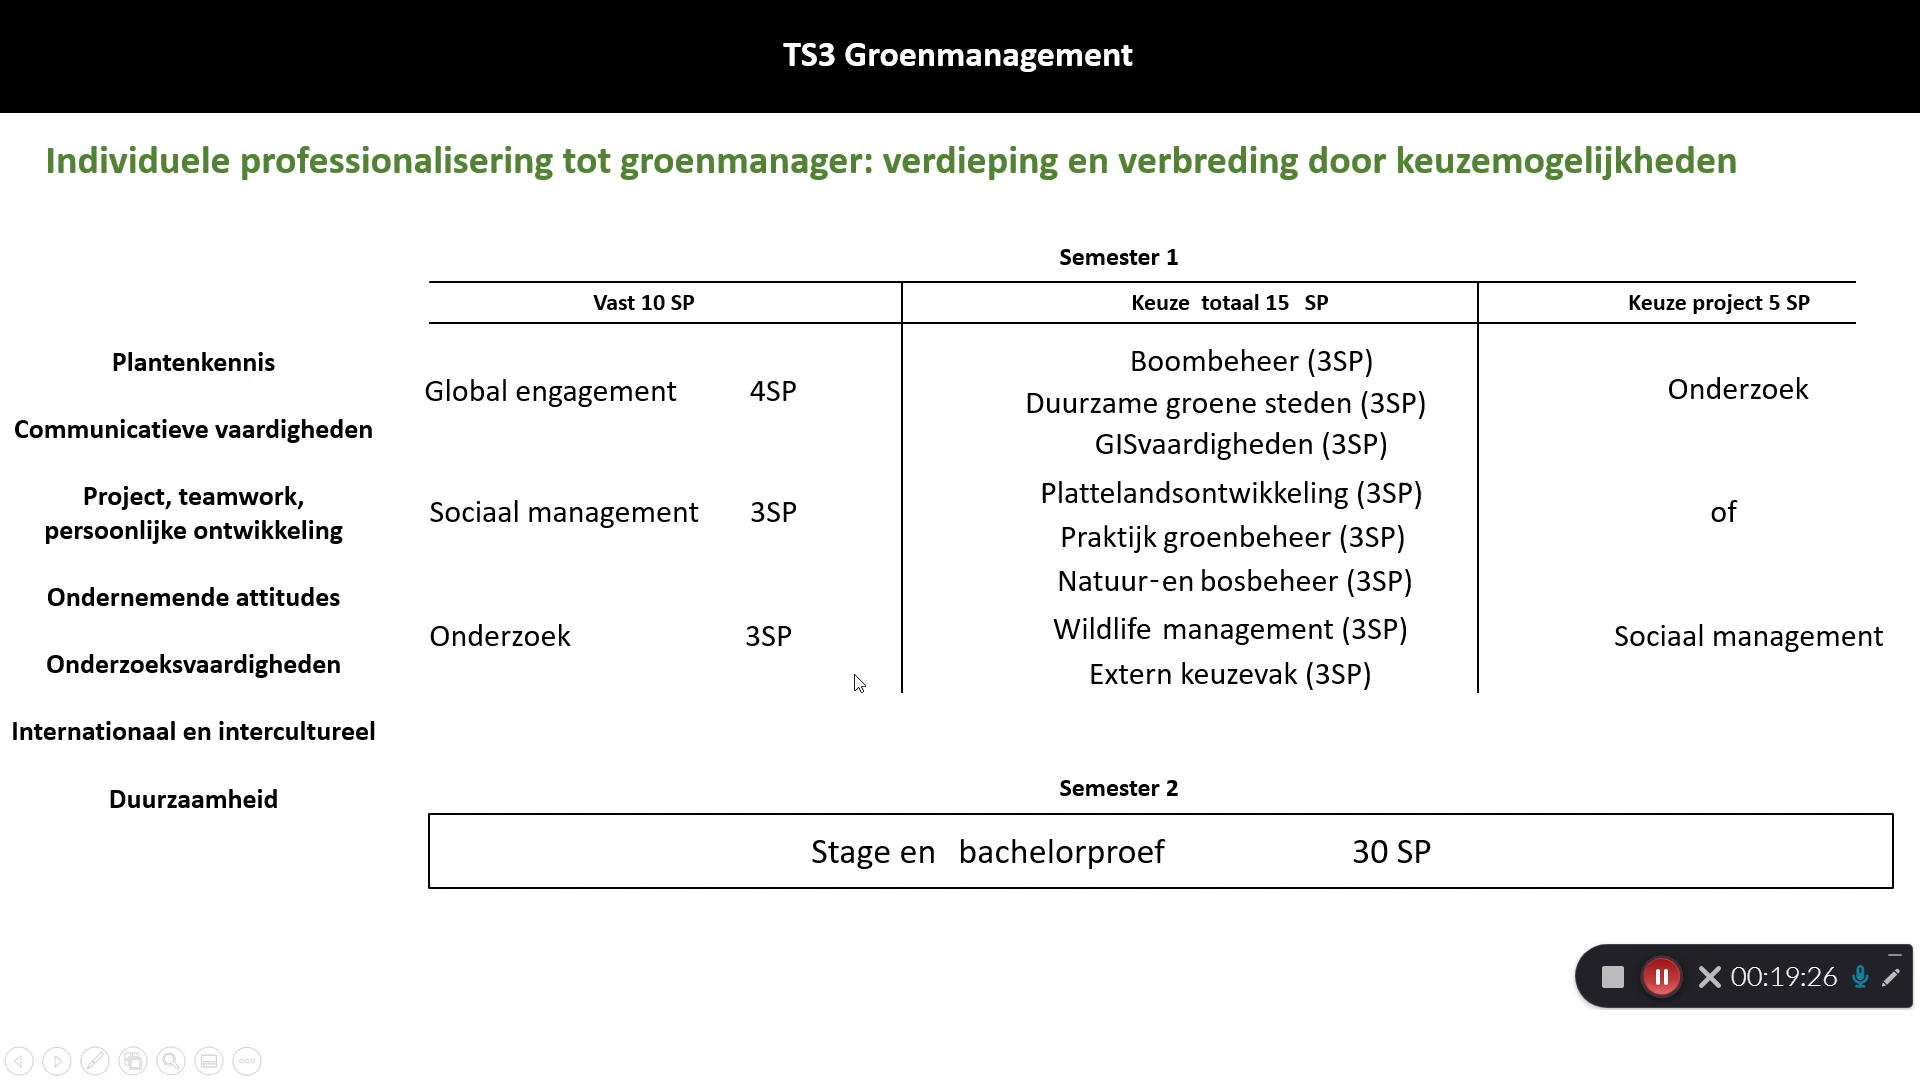 TS3 Groenmanagement
Individuele professionalisering tot groenmanager: verdieping en verbreding door keuzemogelijkheden
Semester 1
Vast 10 SP
Keuze totaal 15 SP
Keuze project 5 SP
Plantenkennis
Communicatieve vaardigheden
Project, teamwork,
persoonlijke ontwikkeling
Ondernemende attitudes
Onderzoeksvaardigheden
Internationaal en intercultureel
Duurzaamheid
Global engagement 4SP
Sociaal management 3SP
Onderzoek 3SP
Boombeheer (3SP)
Duurzame groene steden (3SP)
GISvaardigheden (3SP)
Plattelandsontwikkeling (3SP)
Praktijk groenbeheer (3SP)
Natuur-en bosbeheer (3SP)
Wildlife management (3SP)
Extern keuzevak (3SP)
Onderzoek
of
Sociaal management
Semester 2
Stage en bachelorproef 30 SP
00:19:26